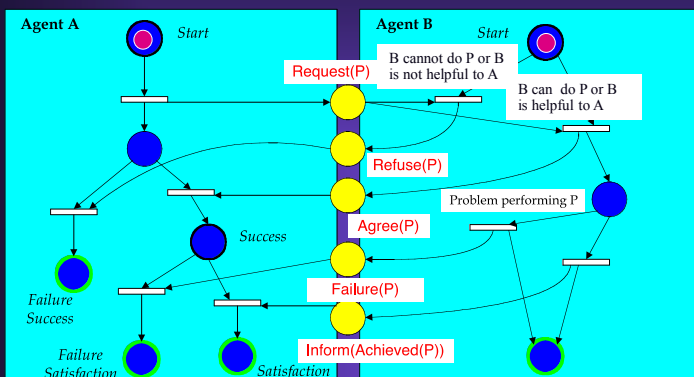 Agent A
Start
Request(P)
Refuse(P)
Agree(P)
Success
Failure(P)
Failure
Success
Inform(Achieved(P))
Failure
Satisfaction
Satisfaction
Agent B
Start
B cannot do P or B
is not helpful to A
B can do P or B
is helpful to A
Problem performing P